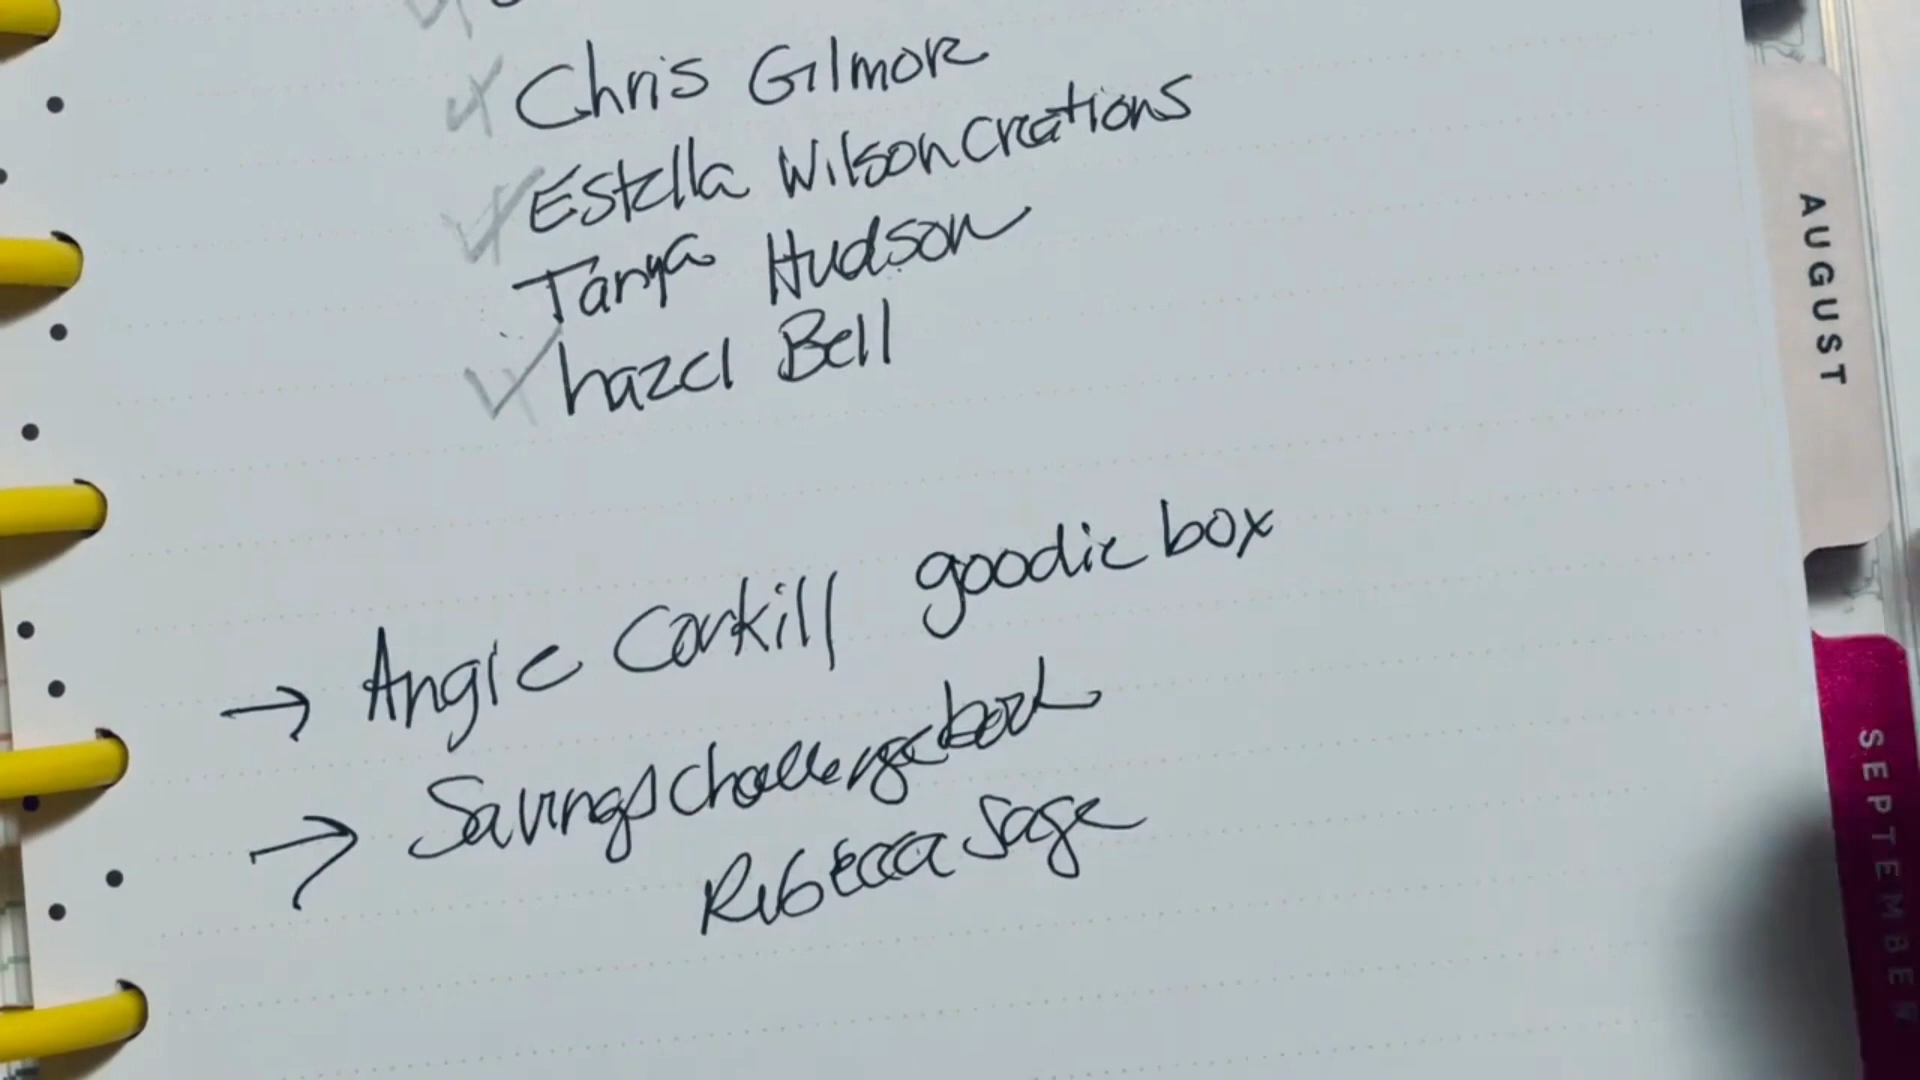 Chris Gilmore
Estella Wilson Creations
Tanya Hudson
hazel Bell
→ Angie Corkill goodie box
→ Savings challenge book
Rebecca Sage
AUGUST
SEPTEMBER